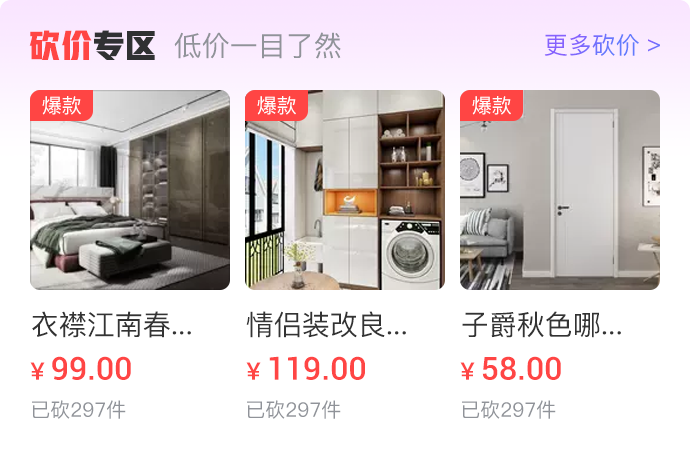 砍价专区 低价一目了然 更多砍价 >
爆款 爆款 爆款
衣襟江南春... 情侣装改良... 子爵秋色哪...
¥ 99.00 ¥ 119.00 ¥ 58.00
已砍297件 已砍297件 已砍297件